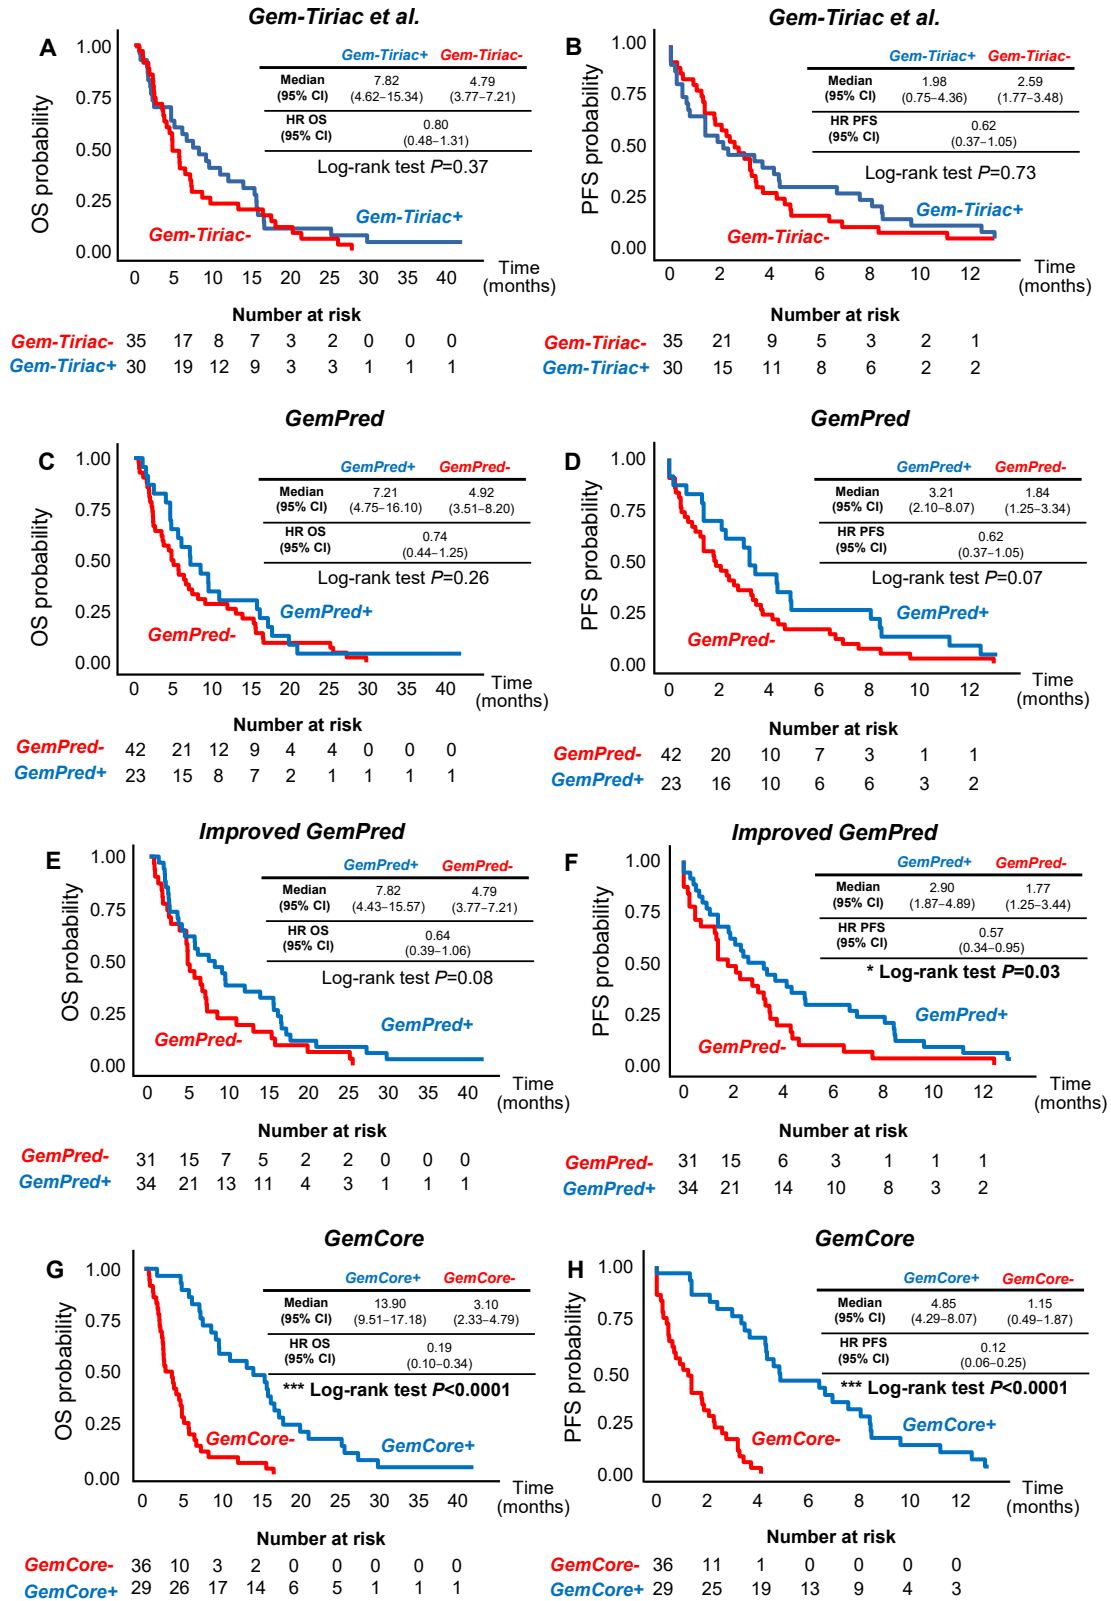 Gem-Tiriac et al.
A
OS probability
1.00
0.75
0.50
0.25
0.00
Gem-Tiriac+ Gem-Tiriac-
Median (95% CI) 7.82 (4.62–15.34) 4.79 (3.77–7.21)
HR OS (95% CI) 0.80 (0.48–1.31)
Log-rank test P=0.37
Gem-Tiriac+
Gem-Tiriac-
0 5 10 15 20 25 30 35 40
Time (months)
Number at risk
Gem-Tiriac- 35 17 8 7 3 2 0 0 0
Gem-Tiriac+ 30 19 12 9 3 3 1 1 1
Gem-Tiriac et al.
B
PFS probability
1.00
0.75
0.50
0.25
0.00
Gem-Tiriac+ Gem-Tiriac-
Median (95% CI) 1.98 (0.75–4.36) 2.59 (1.77–3.48)
HR PFS (95% CI) 0.62 (0.37–1.05)
Log-rank test P=0.73
Gem-Tiriac+
Gem-Tiriac-
0 2 4 6 8 10 12
Time (months)
Number at risk
Gem-Tiriac- 35 21 9 5 3 2 1
Gem-Tiriac+ 30 15 11 8 6 2 2
GemPred
C
OS probability
1.00
0.75
0.50
0.25
0.00
GemPred+ GemPred-
Median (95% CI) 7.21 (4.75–16.10) 4.92 (3.51–8.20)
HR OS (95% CI) 0.74 (0.44–1.25)
Log-rank test P=0.26
GemPred+
GemPred-
0 5 10 15 20 25 30 35 40
Time (months)
Number at risk
GemPred- 42 21 12 9 4 4 0 0 0
GemPred+ 23 15 8 7 2 1 1 1 1
GemPred
D
PFS probability
1.00
0.75
0.50
0.25
0.00
GemPred+ GemPred-
Median (95% CI) 3.21 (2.10–8.07) 1.84 (1.25–3.34)
HR PFS (95% CI) 0.62 (0.37–1.05)
Log-rank test P=0.07
GemPred+
GemPred-
0 2 4 6 8 10 12
Time (months)
Number at risk
GemPred- 42 20 10 7 3 1 1
GemPred+ 23 16 10 6 6 3 2
Improved GemPred
E
OS probability
1.00
0.75
0.50
0.25
0.00
GemPred+ GemPred-
Median (95% CI) 7.82 (4.43–15.57) 4.79 (3.77–7.21)
HR OS (95% CI) 0.64 (0.39–1.06)
Log-rank test P=0.08
GemPred+
GemPred-
0 5 10 15 20 25 30 35 40
Time (months)
Number at risk
GemPred- 31 15 7 5 2 2 0 0 0
GemPred+ 34 21 13 11 4 3 1 1 1
Improved GemPred
F
PFS probability
1.00
0.75
0.50
0.25
0.00
GemPred+ GemPred-
Median (95% CI) 2.90 (1.87–4.89) 1.77 (1.25–3.44)
HR PFS (95% CI) 0.57 (0.34–0.95)
* Log-rank test P=0.03
GemPred+
GemPred-
0 2 4 6 8 10 12
Time (months)
Number at risk
GemPred- 31 15 6 3 1 1 1
GemPred+ 34 21 14 10 8 3 2
GemCore
G
OS probability
1.00
0.75
0.50
0.25
0.00
GemCore+ GemCore-
Median (95% CI) 13.90 (9.51–17.18) 3.10 (2.33–4.79)
HR OS (95% CI) 0.19 (0.10–0.34)
*** Log-rank test P<0.0001
GemCore-
GemCore+
0 5 10 15 20 25 30 35 40
Time (months)
Number at risk
GemCore- 36 10 3 2 0 0 0 0 0
GemCore+ 29 26 17 14 6 5 1 1 1
GemCore
H
PFS probability
1.00
0.75
0.50
0.25
0.00
GemCore+ GemCore-
Median (95% CI) 4.85 (4.29–8.07) 1.15 (0.49–1.87)
HR PFS (95% CI) 0.12 (0.06–0.25)
*** Log-rank test P<0.0001
GemCore+
GemCore-
0 2 4 6 8 10 12
Time (months)
Number at risk
GemCore- 36 11 1 0 0 0 0
GemCore+ 29 25 19 13 9 4 3